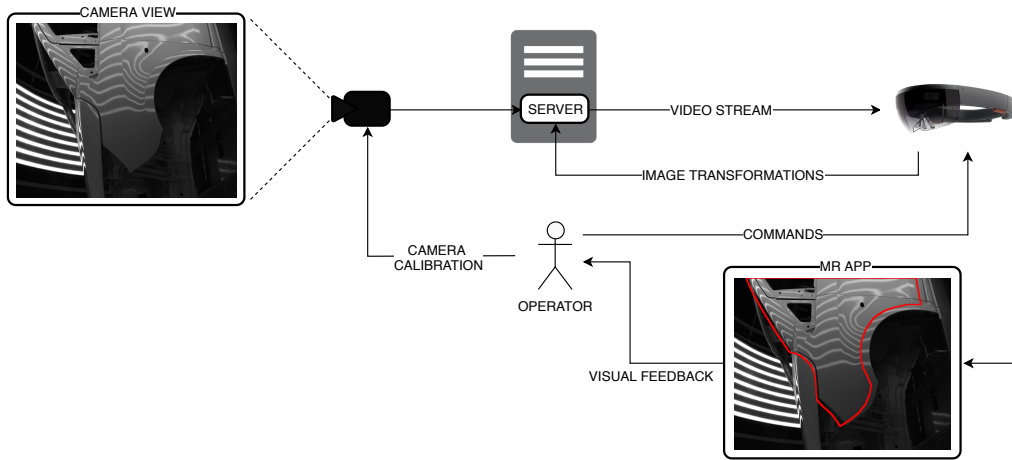 CAMERA VIEW
SERVER
VIDEO STREAM
IMAGE TRANSFORMATIONS
COMMANDS
CAMERA
CALIBRATION
OPERATOR
MR APP
VISUAL FEEDBACK